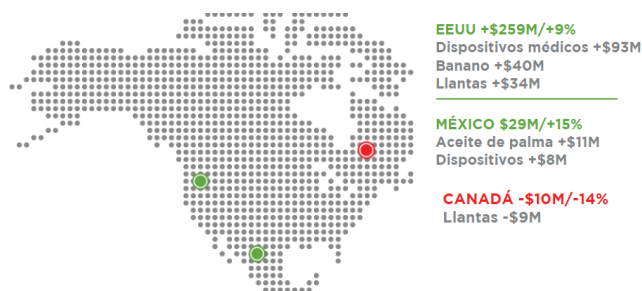 EEUU +$259M/+9%
Dispositivos médicos +$93M
Banano +$40M
Llantas +$34M
MÉXICO $29M/+15%
Aceite de palma +$11M
Dispositivos +$8M
CANADÁ -$10M/-14%
Llantas -$9M